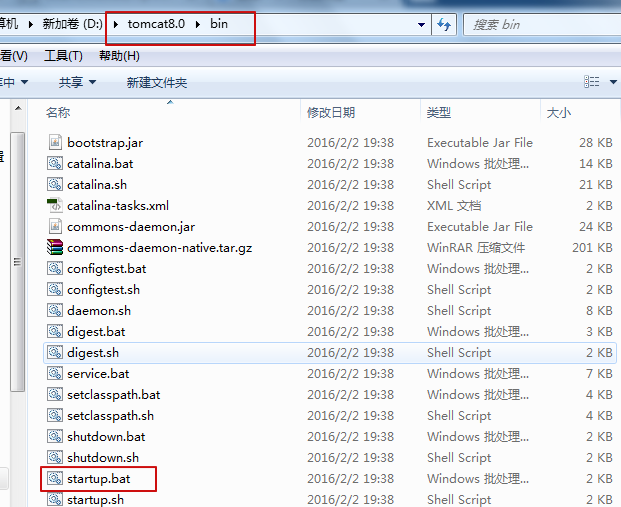 算机 ▸ 新加卷 (D:) ▸ tomcat8.0 ▸ bin 搜索 bin
看(V) 工具(T) 帮助(H)
库中 共享 新建文件夹
名称 修改日期 类型 大小
bootstrap.jar 2016/2/2 19:38 Executable Jar File 28 KB
catalina.bat 2016/2/2 19:38 Windows 批处理... 14 KB
catalina.sh 2016/2/2 19:38 Shell Script 21 KB
catalina-tasks.xml 2016/2/2 19:38 XML 文档 2 KB
commons-daemon.jar 2016/2/2 19:38 Executable Jar File 24 KB
commons-daemon-native.tar.gz 2016/2/2 19:38 WinRAR 压缩文件 201 KB
configtest.bat 2016/2/2 19:38 Windows 批处理... 2 KB
configtest.sh 2016/2/2 19:38 Shell Script 2 KB
daemon.sh 2016/2/2 19:38 Shell Script 8 KB
digest.bat 2016/2/2 19:38 Windows 批处理... 3 KB
digest.sh 2016/2/2 19:38 Shell Script 2 KB
service.bat 2016/2/2 19:38 Windows 批处理... 7 KB
setclasspath.bat 2016/2/2 19:38 Windows 批处理... 4 KB
setclasspath.sh 2016/2/2 19:38 Shell Script 4 KB
shutdown.bat 2016/2/2 19:38 Windows 批处理... 2 KB
shutdown.sh 2016/2/2 19:38 Shell Script 2 KB
startup.bat 2016/2/2 19:38 Windows 批处理... 2 KB
startup.sh 2016/2/2 19:38 Shell Script 2 KB